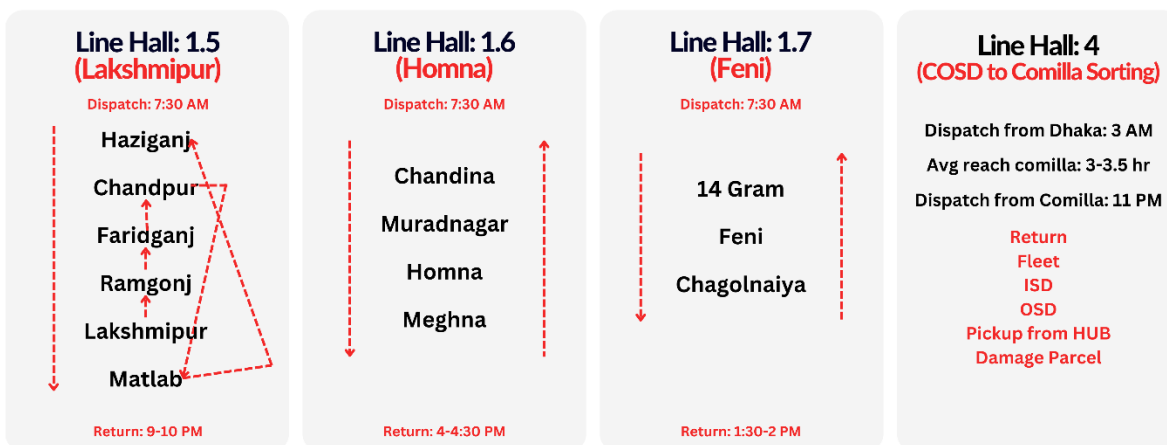 Line Hall: 1.5
(Lakshmipur)
Dispatch: 7:30 AM
Haziganj
Chandpur
Faridganj
Ramgonj
Lakshmipur
Matlab
Return: 9-10 PM
Line Hall: 1.6
(Homna)
Dispatch: 7:30 AM
Chandina
Muradnagar
Homna
Meghna
Return: 4-4:30 PM
Line Hall: 1.7
(Feni)
Dispatch: 7:30 AM
14 Gram
Feni
Chagolnaiya
Return: 1:30-2 PM
Line Hall: 4
(COSD to Comilla Sorting)
Dispatch from Dhaka: 3 AM
Avg reach comilla: 3-3.5 hr
Dispatch from Comilla: 11 PM
Return
Fleet
ISD
OSD
Pickup from HUB
Damage Parcel